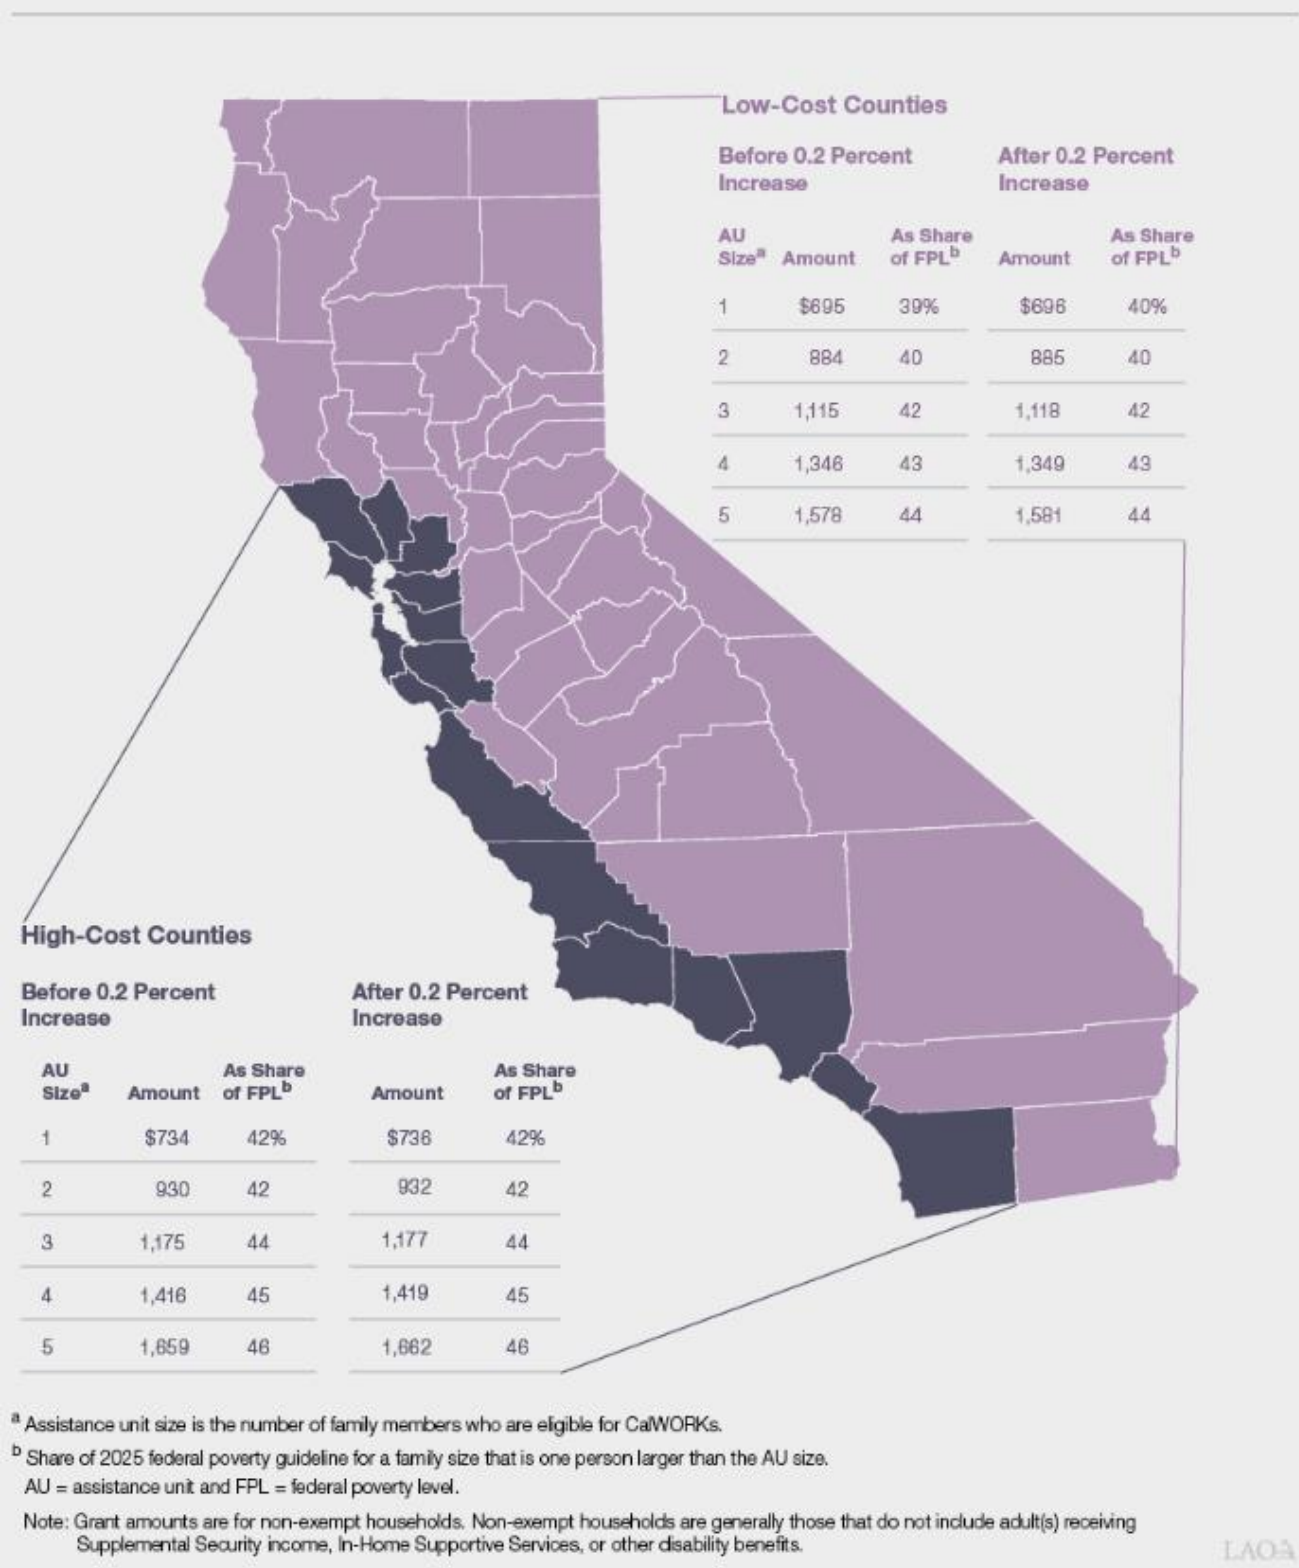 Low-Cost Counties
Before 0.2 Percent Increase
After 0.2 Percent Increase
AU Sizeª Amount As Share of FPLᵇ Amount As Share of FPLᵇ
1 $695 39% $696 40%
2 884 40 885 40
3 1,115 42 1,118 42
4 1,346 43 1,349 43
5 1,578 44 1,581 44
High-Cost Counties
Before 0.2 Percent Increase
After 0.2 Percent Increase
AU Sizeª Amount As Share of FPLᵇ Amount As Share of FPLᵇ
1 $734 42% $736 42%
2 930 42 932 42
3 1,175 44 1,177 44
4 1,416 45 1,419 45
5 1,659 46 1,662 46
ª Assistance unit size is the number of family members who are eligible for CalWORKs.
ᵇ Share of 2025 federal poverty guideline for a family size that is one person larger than the AU size.
AU = assistance unit and FPL = federal poverty level.
Note: Grant amounts are for non-exempt households. Non-exempt households are generally those that do not include adult(s) receiving
Supplemental Security income, In-Home Supportive Services, or other disability benefits.
LAO